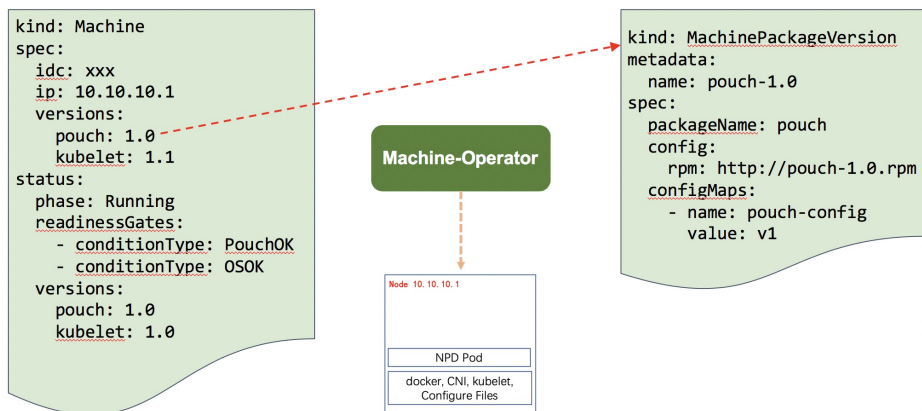 kind: Machine
spec:
idc: xxx
ip: 10.10.10.1
versions:
pouch: 1.0
kubelet: 1.1
status:
phase: Running
readinessGates:
- conditionType: PouchOK
- conditionType: OSOK
versions:
pouch: 1.0
kubelet: 1.0
Machine-Operator
Node 10.10.10.1
NPD Pod
docker, CNI, kubelet,
Configure Files
kind: MachinePackageVersion
metadata:
name: pouch-1.0
spec:
packageName: pouch
config:
rpm: http://pouch-1.0.rpm
configMaps:
- name: pouch-config
value: v1